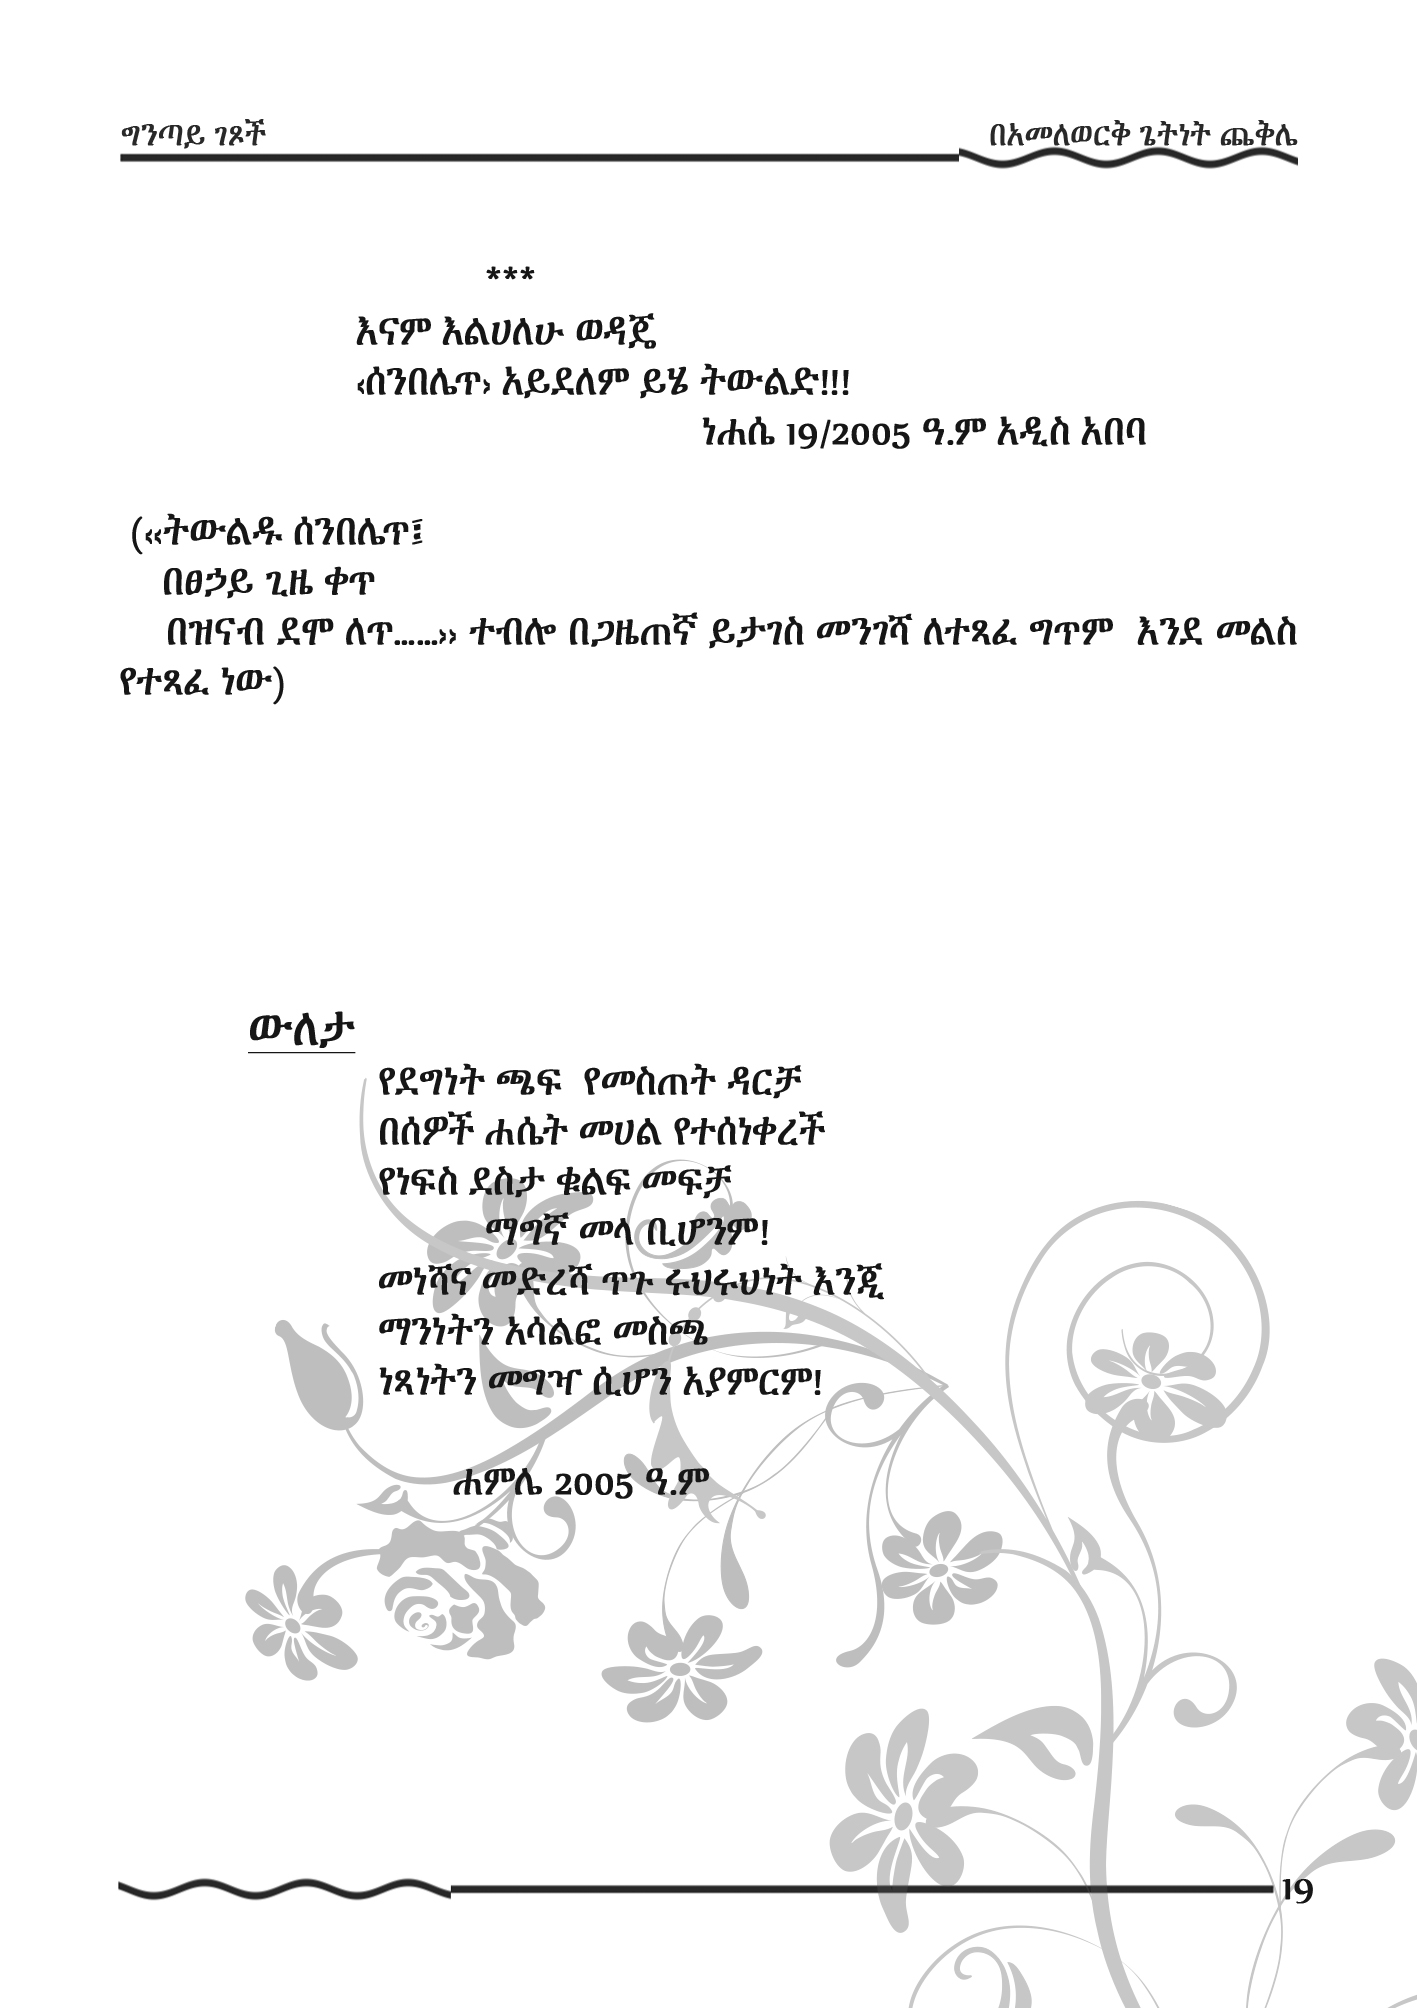 ግንጣይ ገጾች
በአመለወርቅ ጌትነት ጨቅሌ
***
እናም እልሀለሁ ወዳጄ
‹ሰንበሌጥ› አይደለም ይሄ ትውልድ!!!
ነሐሴ 19/2005 ዓ.ም አዲስ አበባ
(‹‹ትውልዱ ሰንበሌጥ፤
በፀኃይ ጊዜ ቀጥ
በዝናብ ደሞ ለጥ……›› ተብሎ በጋዜጠኛ ይታገስ መንገሻ ለተጻፈ ግጥም እንደ መልስ
የተጻፈ ነው)
ውለታ
የደግነት ጫፍ የመስጠት ዳርቻ
በሰዎች ሐሴት መሀል የተሰነቀረች
የነፍስ ደስታ ቁልፍ መፍቻ
ማግኛ መላ ቢሆንም!
መነሻና መድረሻ ጥጉ ሩህሩህነት እንጂ
ማንነትን አሳልፎ መስጫ
ነጻነትን መግዣ ሲሆን አያምርም!
ሐምሌ 2005 ዓ.ም
19